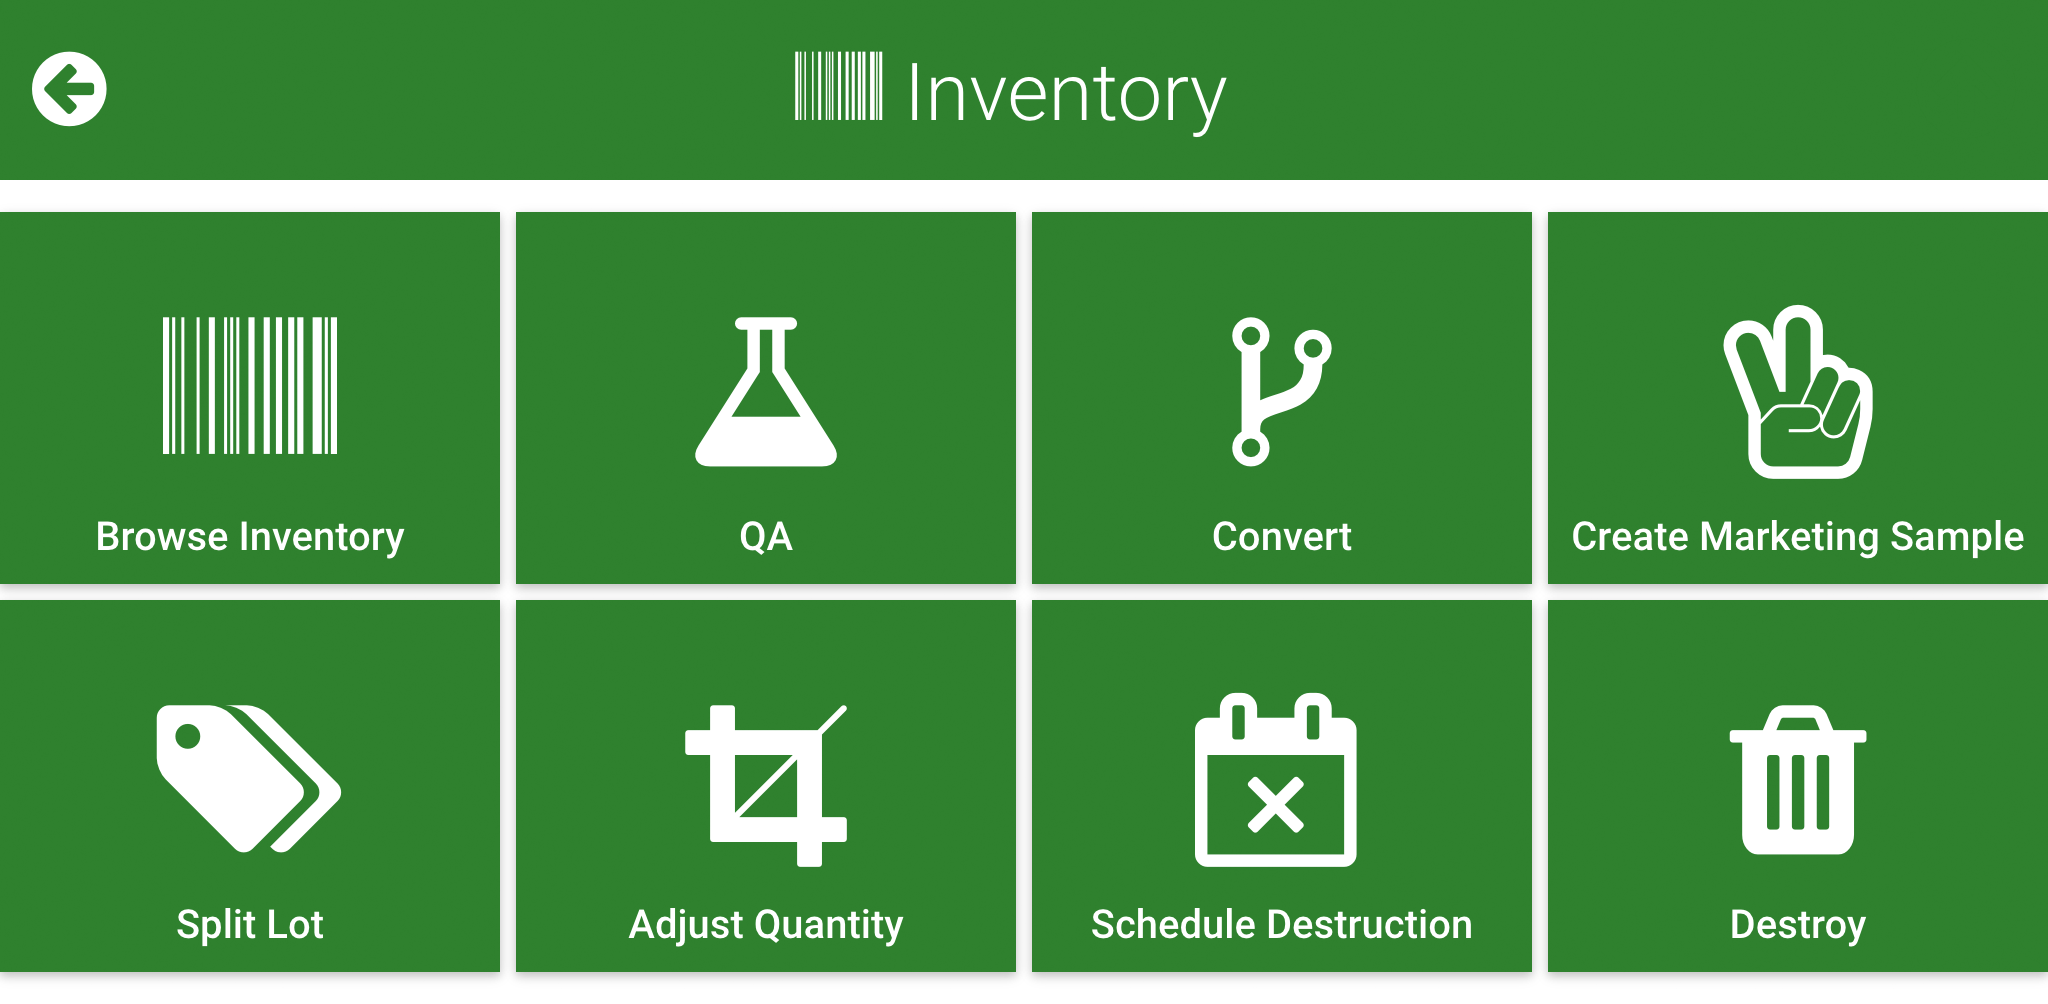 Inventory
Browse Inventory
QA
Convert
Create Marketing Sample
Split Lot
Adjust Quantity
Schedule Destruction
Destroy